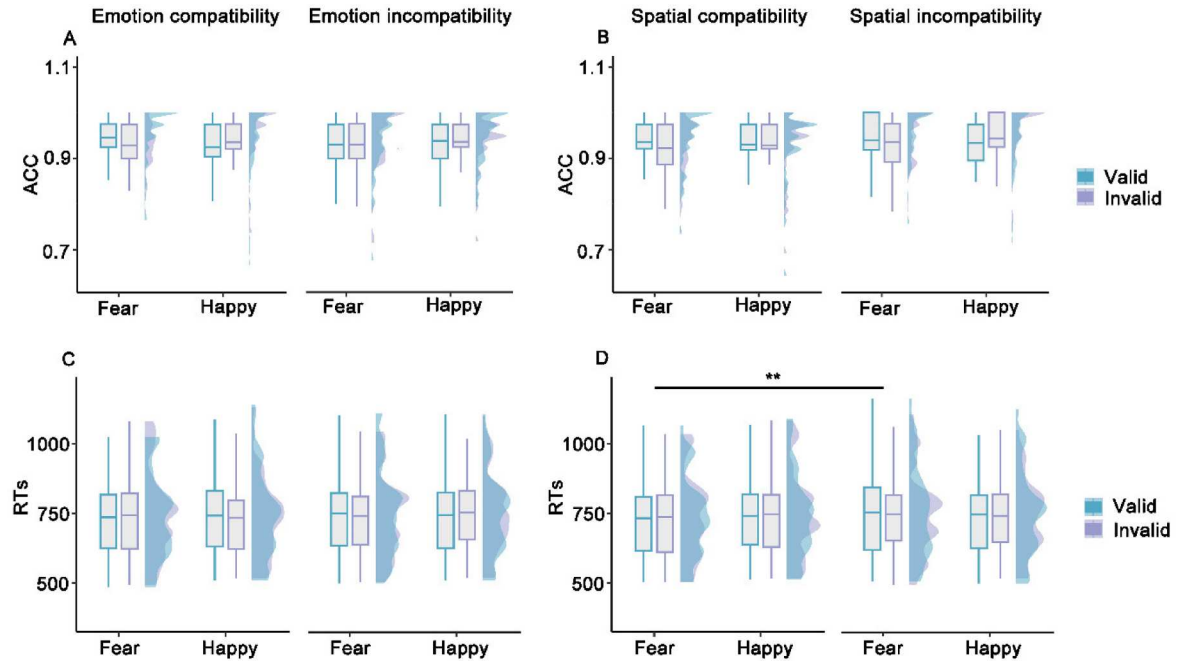 Emotion compatibility Emotion incompatibility Spatial compatibility Spatial incompatibility
A B
1.1 1.1
0.9 0.9
ACC ACC
0.7 0.7
Valid
Invalid
Fear Happy Fear Happy Fear Happy Fear Happy
C D
**
1000 1000
RTs RTs
750 750
500 500
Valid
Invalid
Fear Happy Fear Happy Fear Happy Fear Happy